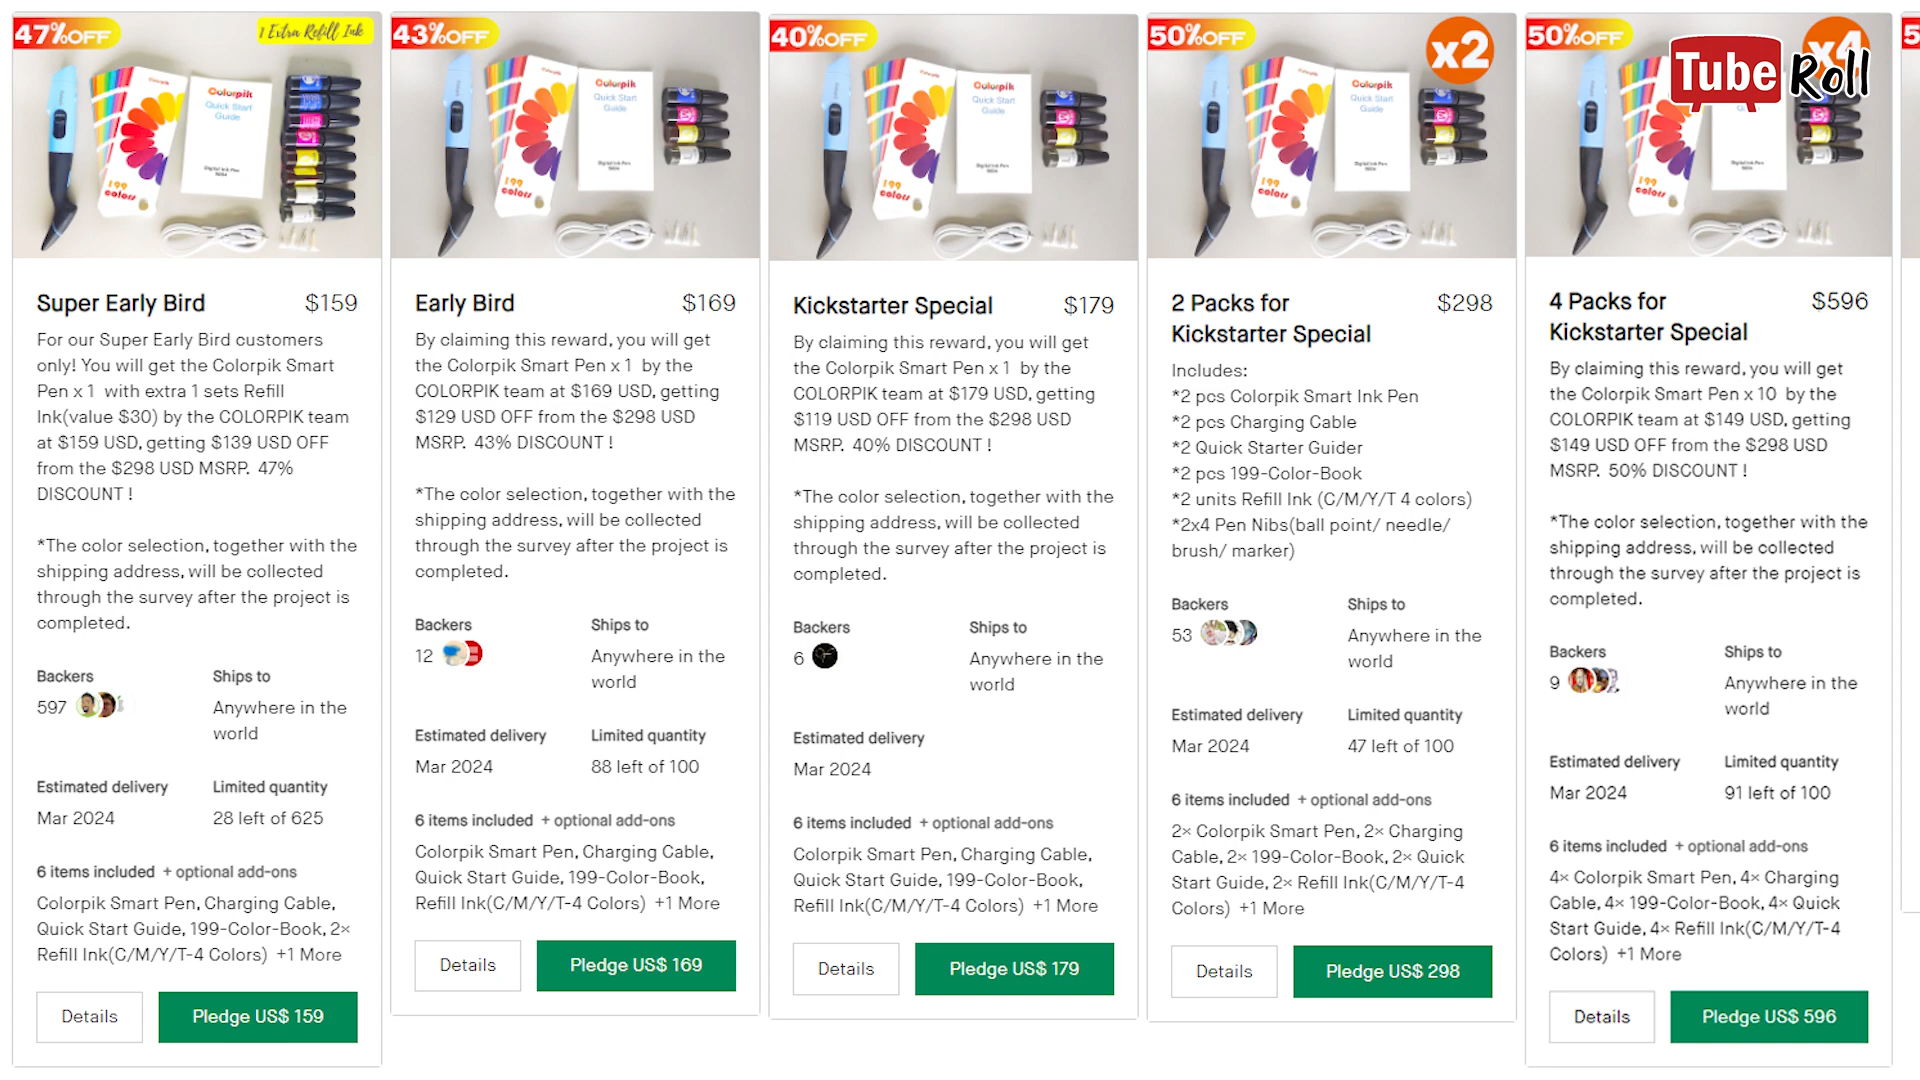 47%OFF
1 Extra Refill Ink
Colorpik
Quick Start
Guide
199
colors
Super Early Bird
$159
For our Super Early Bird customers
only! You will get the Colorpik Smart
Pen x 1 with extra 1 sets Refill
Ink(value $30) by the COLORPIK team
at $159 USD, getting $139 USD OFF
from the $298 USD MSRP. 47%
DISCOUNT !
*The color selection, together with the
shipping address, will be collected
through the survey after the project is
completed.
Backers
597
Ships to
Anywhere in the
world
Estimated delivery
Mar 2024
Limited quantity
28 left of 625
6 items included + optional add-ons
Colorpik Smart Pen, Charging Cable,
Quick Start Guide, 199-Color-Book, 2×
Refill Ink(C/M/Y/T-4 Colors) +1 More
Details
Pledge US$ 159
43%OFF
Colorpik
Quick Start
Guide
199
colors
Early Bird
$169
By claiming this reward, you will get
the Colorpik Smart Pen x 1 by the
COLORPIK team at $169 USD, getting
$129 USD OFF from the $298 USD
MSRP. 43% DISCOUNT !
*The color selection, together with the
shipping address, will be collected
through the survey after the project is
completed.
Backers
12
Ships to
Anywhere in the
world
Estimated delivery
Mar 2024
Limited quantity
88 left of 100
6 items included + optional add-ons
Colorpik Smart Pen, Charging Cable,
Quick Start Guide, 199-Color-Book,
Refill Ink(C/M/Y/T-4 Colors) +1 More
Details
Pledge US$ 169
40%OFF
Colorpik
Quick Start
Guide
199
colors
Kickstarter Special
$179
By claiming this reward, you will get
the Colorpik Smart Pen x 1 by the
COLORPIK team at $179 USD, getting
$119 USD OFF from the $298 USD
MSRP. 40% DISCOUNT !
*The color selection, together with the
shipping address, will be collected
through the survey after the project is
completed.
Backers
6
Ships to
Anywhere in the
world
Estimated delivery
Mar 2024
6 items included + optional add-ons
Colorpik Smart Pen, Charging Cable,
Quick Start Guide, 199-Color-Book,
Refill Ink(C/M/Y/T-4 Colors) +1 More
Details
Pledge US$ 179
50%OFF
x2
Colorpik
Quick Start
Guide
199
colors
2 Packs for
Kickstarter Special
$298
Includes:
*2 pcs Colorpik Smart Ink Pen
*2 pcs Charging Cable
*2 Quick Starter Guider
*2 pcs 199-Color-Book
*2 units Refill Ink (C/M/Y/T 4 colors)
*2x4 Pen Nibs(ball point/ needle/
brush/ marker)
Backers
53
Ships to
Anywhere in the
world
Estimated delivery
Mar 2024
Limited quantity
47 left of 100
6 items included + optional add-ons
2× Colorpik Smart Pen, 2× Charging
Cable, 2× 199-Color-Book, 2× Quick
Start Guide, 2× Refill Ink(C/M/Y/T-4
Colors) +1 More
Details
Pledge US$ 298
50%OFF
x4
Tube Roll
199
colors
4 Packs for
Kickstarter Special
$596
By claiming this reward, you will get
the Colorpik Smart Pen x 10 by the
COLORPIK team at $149 USD, getting
$149 USD OFF from the $298 USD
MSRP. 50% DISCOUNT !
*The color selection, together with the
shipping address, will be collected
through the survey after the project is
completed.
Backers
9
Ships to
Anywhere in the
world
Estimated delivery
Mar 2024
Limited quantity
91 left of 100
6 items included + optional add-ons
4× Colorpik Smart Pen, 4× Charging
Cable, 4× 199-Color-Book, 4× Quick
Start Guide, 4× Refill Ink(C/M/Y/T-4
Colors) +1 More
Details
Pledge US$ 596
5